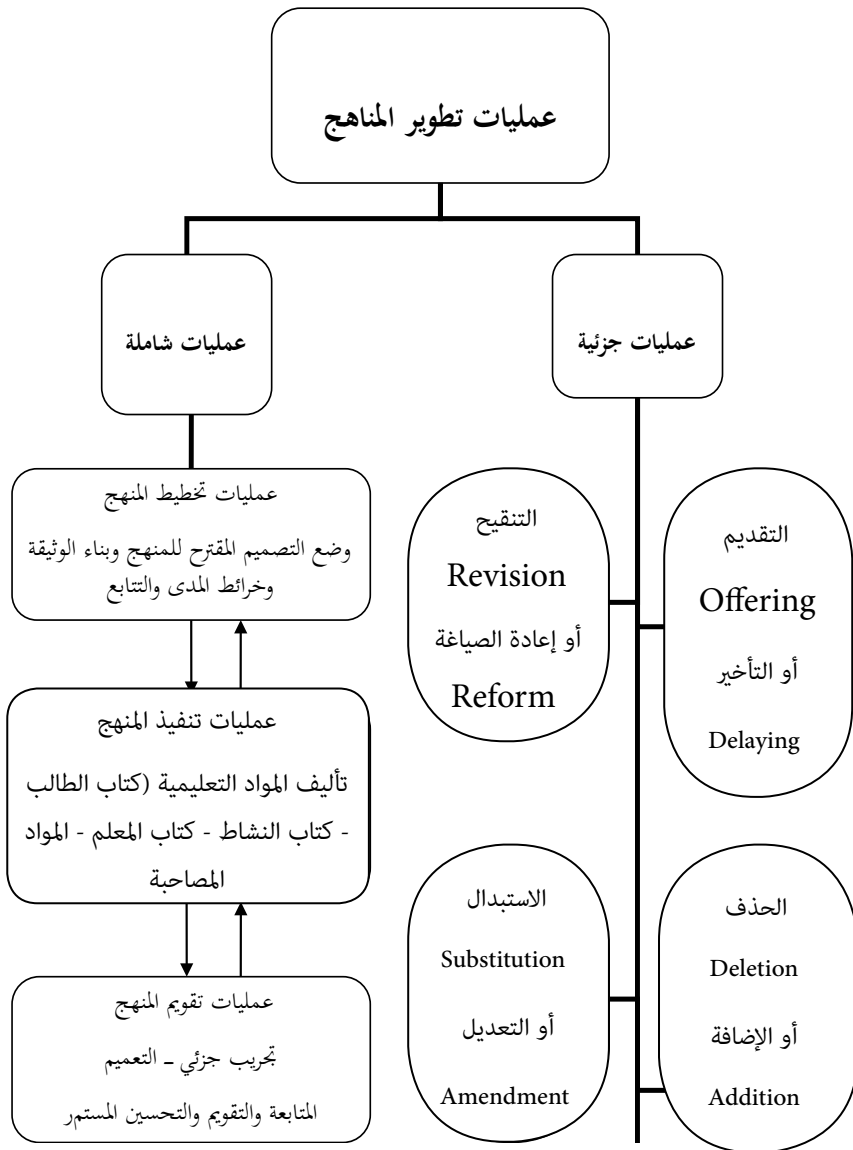 عمليات تطوير المناهج
عمليات جزئية
عمليات شاملة
التقديم
Offering
أو التأخير
Delaying
التنقيح
Revision
أو إعادة الصياغة
Reform
الحذف
Deletion
أو الإضافة
Addition
الاستبدال
Substitution
أو التعديل
Amendment
عمليات تخطيط المنهج
وضع التصميم المقترح للمنهج وبناء الوثيقة
وخرائط المدى والتتابع
عمليات تنفيذ المنهج
تأليف المواد التعليمية (كتاب الطالب
- كتاب النشاط - كتاب المعلم - المواد
المصاحبة
عمليات تقويم المنهج
تجريب جزئي – التعميم
المتابعة والتقويم والتحسين المستمر